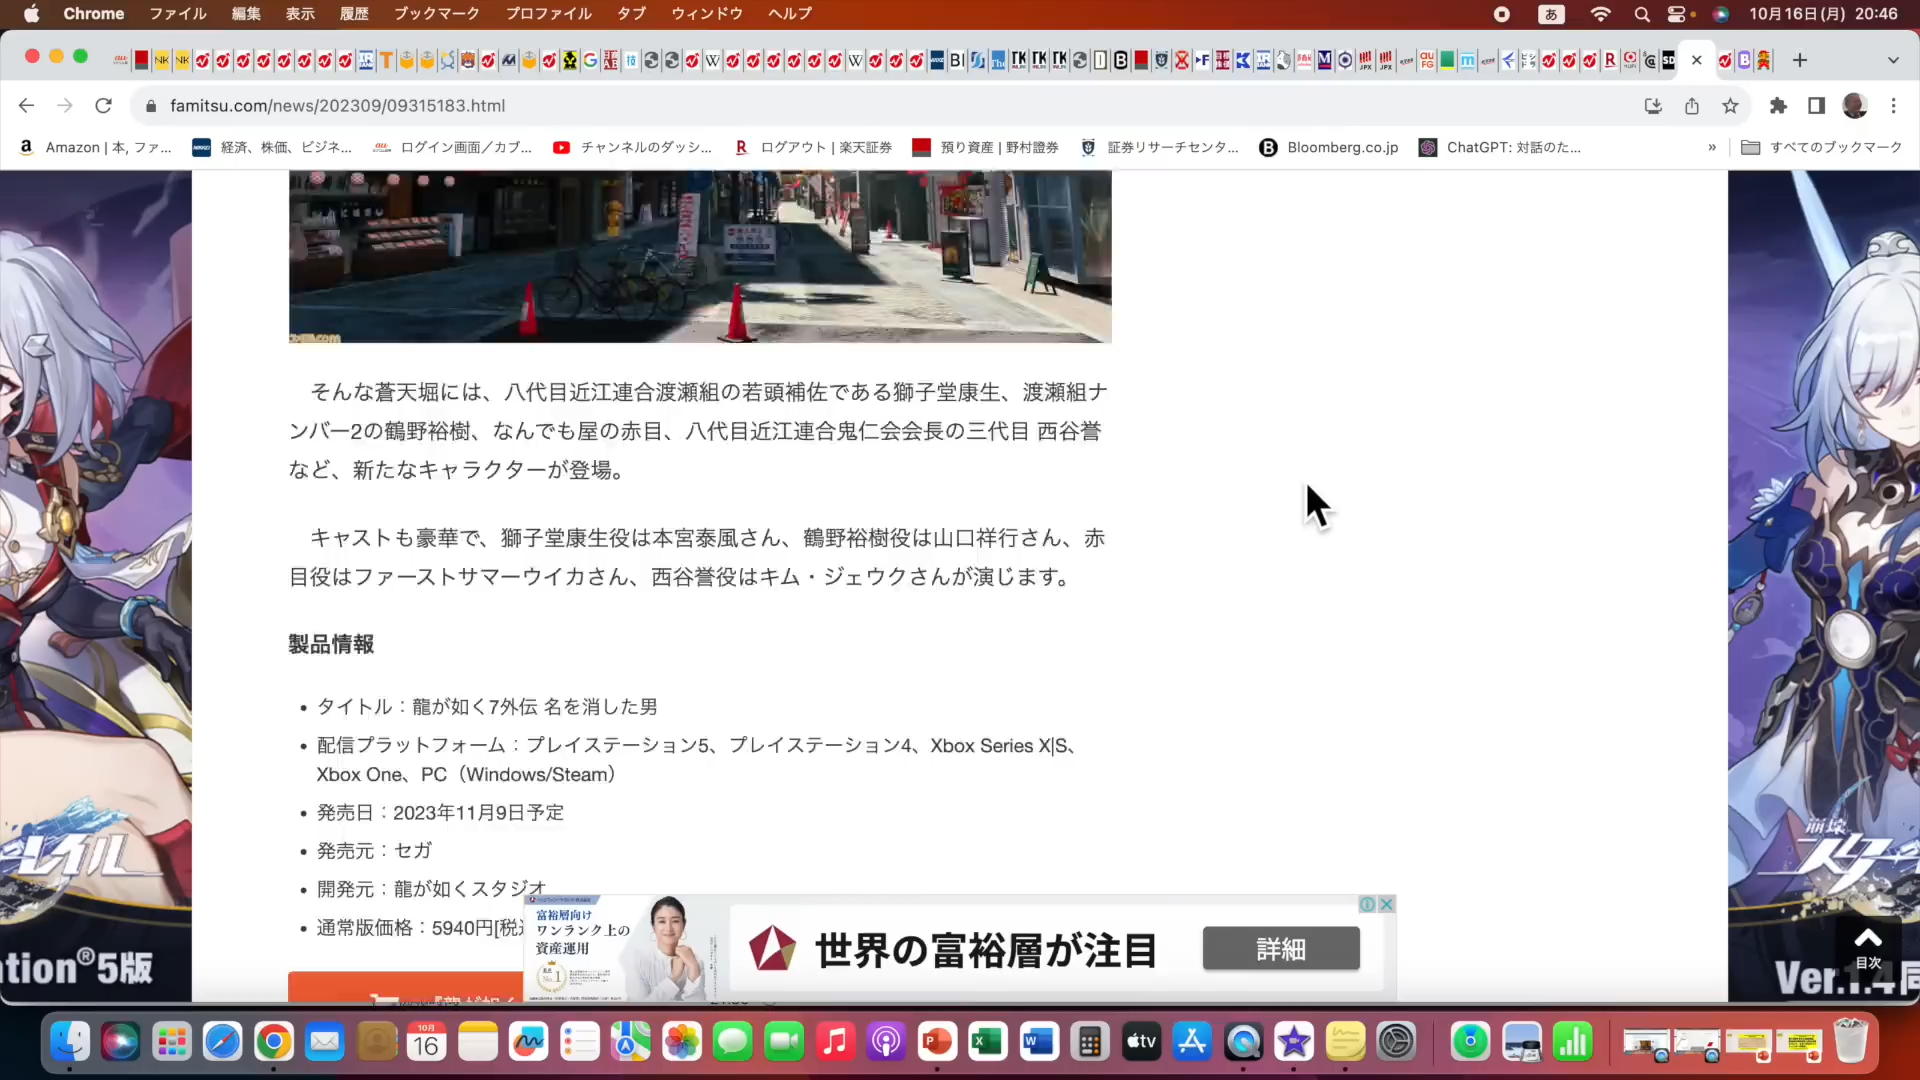 Chrome ファイル 編集 表示 履歴 ブックマーク プロファイル タブ ウィンドウ ヘルプ
あ 10月16日(月) 20:46
famitsu.com/news/202309/09315183.html
Amazon | 本, ファ...
経済、株価、ビジネ...
ログイン画面／カブ...
チャンネルのダッシ...
ログアウト | 楽天証券
預り資産 | 野村證券
証券リサーチセンタ...
Bloomberg.co.jp
ChatGPT: 対話のた...
»
すべてのブックマーク
そんな蒼天堀には、八代目近江連合渡瀬組の若頭補佐である獅子堂康生、渡瀬組ナ
ンバー2の鶴野裕樹、なんでも屋の赤目、八代目近江連合鬼仁会会長の三代目 西谷誉
など、新たなキャラクターが登場。
キャストも豪華で、獅子堂康生役は本宮泰風さん、鶴野裕樹役は山口祥行さん、赤
目役はファーストサマーウイカさん、西谷誉役はキム・ジェウクさんが演じます。
製品情報
• タイトル：龍が如く7外伝 名を消した男
• 配信プラットフォーム：プレイステーション5、プレイステーション4、Xbox Series X|S、
Xbox One、PC（Windows/Steam）
• 発売日：2023年11月9日予定
• 発売元：セガ
• 開発元：龍が如くスタジオ
• 通常版価格：5940円[税
富裕層向け
ワンランク上の
資産運用
世界の富裕層が注目
詳細
レイル
tion®5版
崩壊
スター
Ver.1.4
目次
10月
16
tv